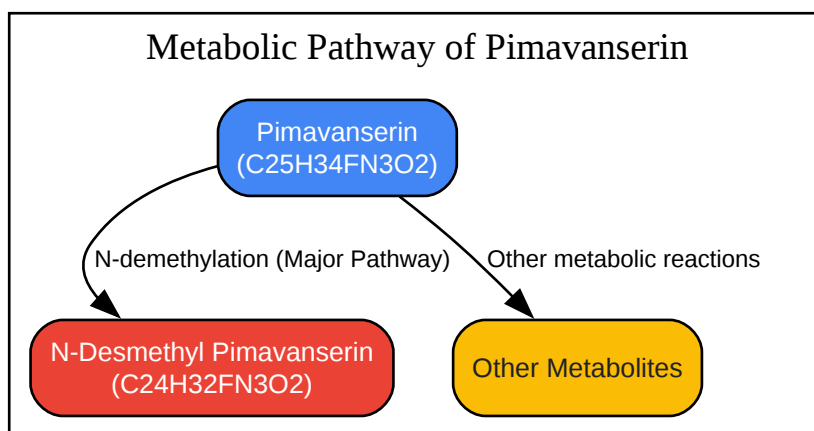 Metabolic Pathway of Pimavanserin
Pimavanserin
(C25H34FN3O2)
N-demethylation (Major Pathway)
Other metabolic reactions
N-Desmethyl Pimavanserin
(C24H32FN3O2)
Other Metabolites